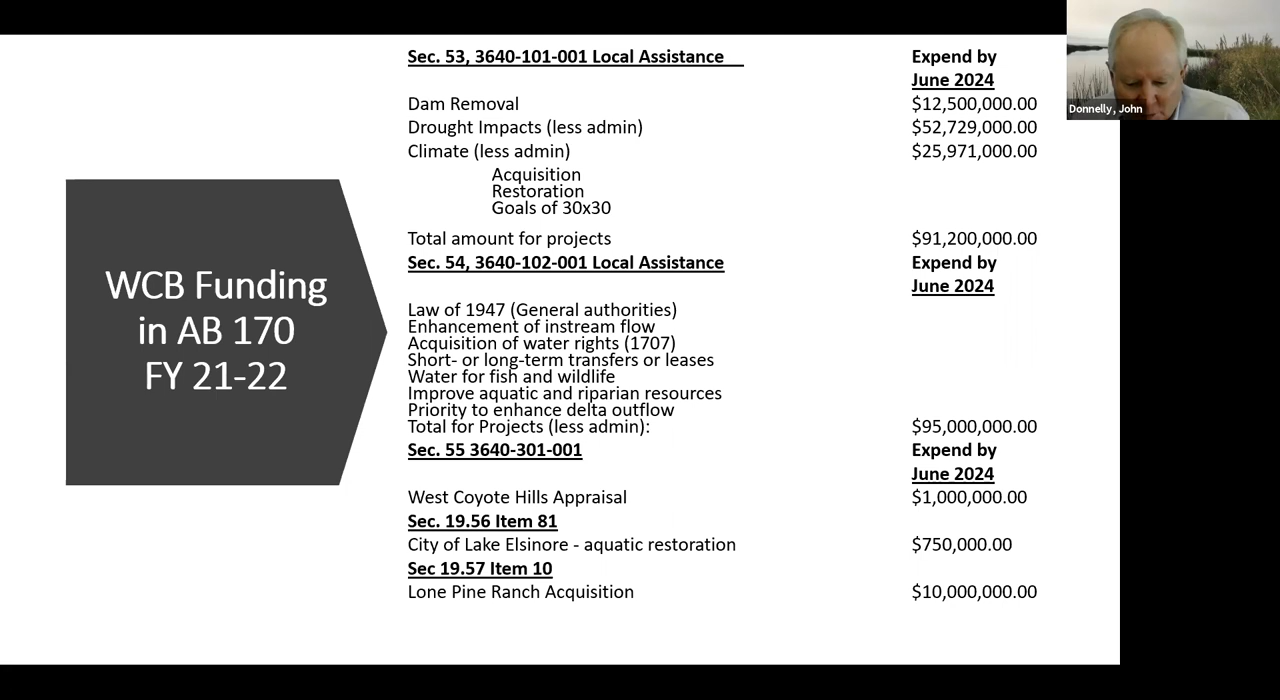 WCB Funding
in AB 170
FY 21-22
Sec. 53, 3640-101-001 Local Assistance Expend by
June 2024
Dam Removal $12,500,000.00
Drought Impacts (less admin) $52,729,000.00
Climate (less admin) $25,971,000.00
Acquisition
Restoration
Goals of 30x30
Total amount for projects $91,200,000.00
Sec. 54, 3640-102-001 Local Assistance Expend by
June 2024
Law of 1947 (General authorities)
Enhancement of instream flow
Acquisition of water rights (1707)
Short- or long-term transfers or leases
Water for fish and wildlife
Improve aquatic and riparian resources
Priority to enhance delta outflow
Total for Projects (less admin): $95,000,000.00
Sec. 55 3640-301-001 Expend by
June 2024
West Coyote Hills Appraisal $1,000,000.00
Sec. 19.56 Item 81
City of Lake Elsinore - aquatic restoration $750,000.00
Sec 19.57 Item 10
Lone Pine Ranch Acquisition $10,000,000.00
Donnelly, John